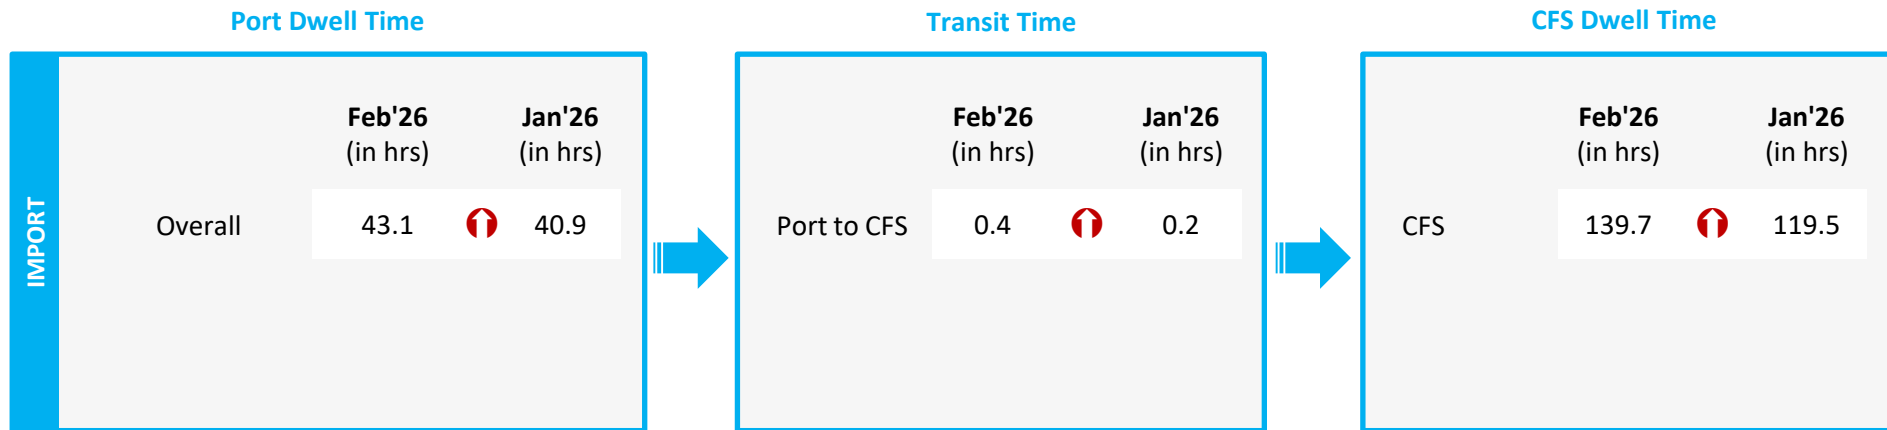 Port Dwell Time
Transit Time
CFS Dwell Time
IMPORT
Feb'26 Jan'26
(in hrs) (in hrs)
Overall 43.1 40.9
Feb'26 Jan'26
(in hrs) (in hrs)
Port to CFS 0.4 0.2
Feb'26 Jan'26
(in hrs) (in hrs)
CFS 139.7 119.5